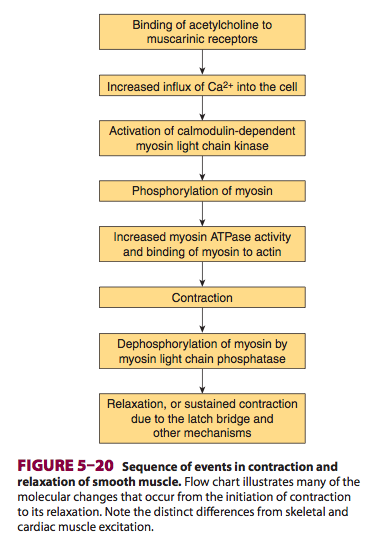 Binding of acetylcholine to
muscarinic receptors
Increased influx of Ca²⁺ into the cell
Activation of calmodulin-dependent
myosin light chain kinase
Phosphorylation of myosin
Increased myosin ATPase activity
and binding of myosin to actin
Contraction
Dephosphorylation of myosin by
myosin light chain phosphatase
Relaxation, or sustained contraction
due to the latch bridge and
other mechanisms
FIGURE 5–20 Sequence of events in contraction and
relaxation of smooth muscle. Flow chart illustrates many of the
molecular changes that occur from the initiation of contraction
to its relaxation. Note the distinct differences from skeletal and
cardiac muscle excitation.